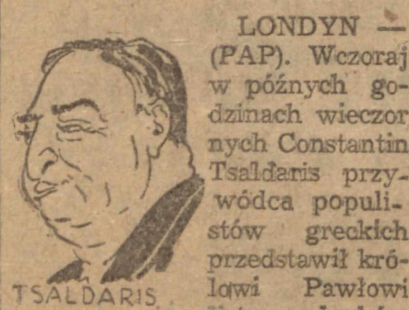 LONDYN —
(PAP). Wczoraj
w późnych go-
dzinach wieczor
nych Constantin
Tsaldaris przy-
wódca populi-
stów greckich
przedstawił kró-
lowi Pawłowi
TSALDARIS